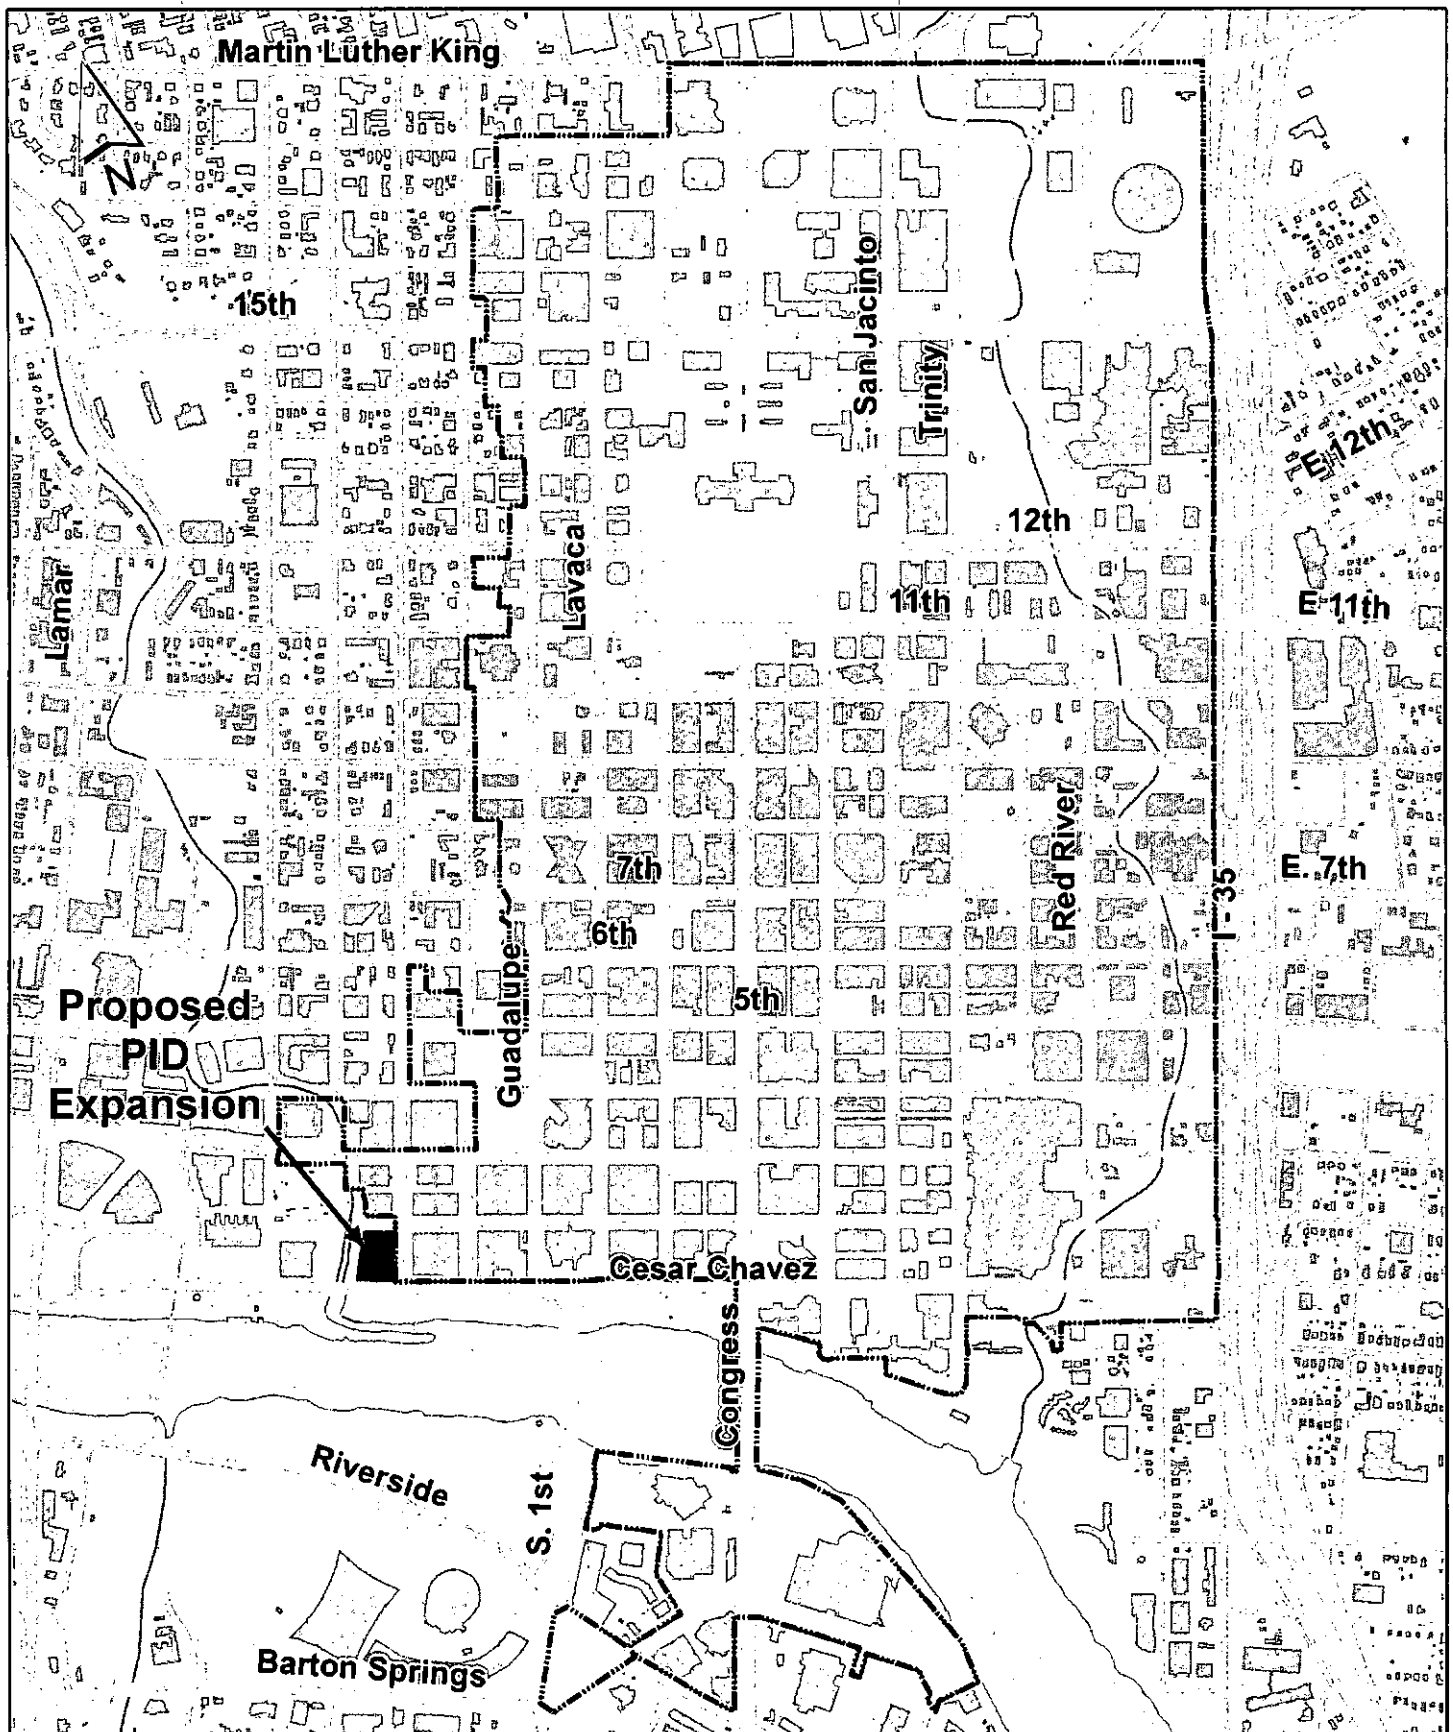 Martin Luther King
N
15th
San Jacinto
Trinity
E 12th
12th
Lavaca
Lamar
11th
E 11th
Red River
7th
E. 7th
I - 35
6th
Guadalupe
5th
Proposed
PID
Expansion
Cesar Chavez
Congress
Riverside
S. 1st
Barton Springs